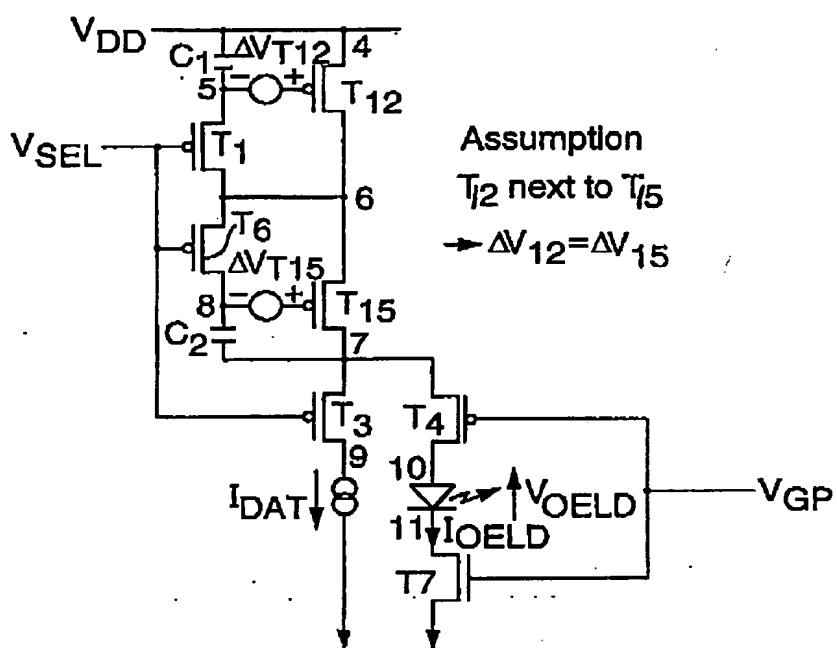 VDD
C1
ΔVT12
4
5
− +
T12
VSEL
T1
Assumption
T12 next to T15
→ ΔV12=ΔV15
6
T6
ΔVT15
8
− +
T15
C2
7
T3
T4
9
10
IDAT
VOELD
VGP
11
IOELD
T7